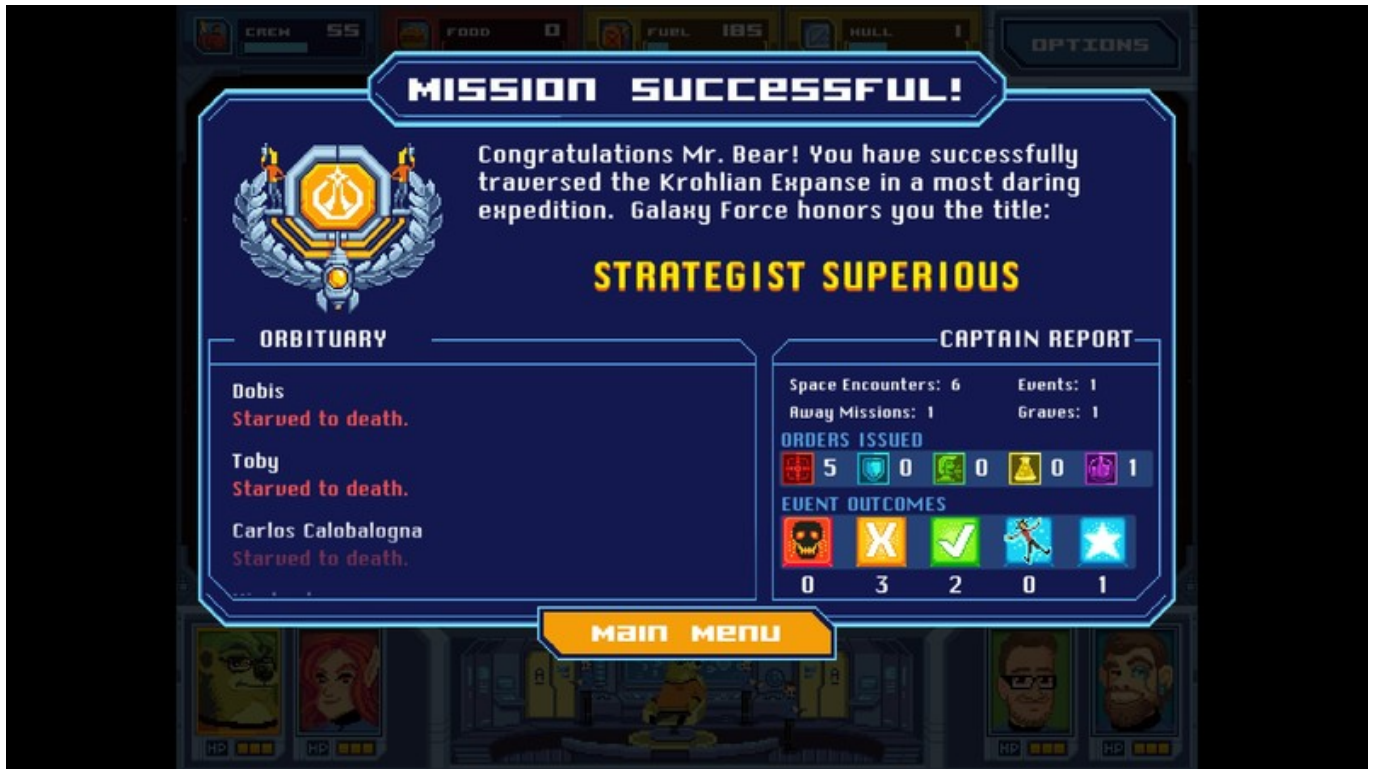 CREW 55
FOOD 0
FUEL 185
HULL 1
OPTIONS
MISSION SUCCESSFUL!
Congratulations Mr. Bear! You have successfully
traversed the Krohlian Expanse in a most daring
expedition. Galaxy Force honors you the title:
STRATEGIST SUPERIOUS
ORBITUARY
Dobis
Starved to death.
Toby
Starved to death.
Carlos Calobalogna
Starved to death.
CAPTAIN REPORT
Space Encounters: 6 Events: 1
Away Missions: 1 Graves: 1
ORDERS ISSUED
5 0 0 0 1
EVENT OUTCOMES
0 3 2 0 1
MAIN MENU
HP HP HP HP